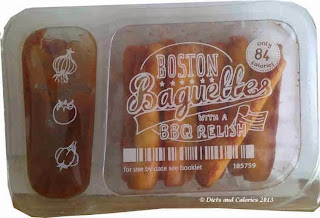 only
84
calories
BOSTON
Baguettes
WITH A
BBQ RELISH
for use by date see booklet
185759
© Diets and Calories 2013